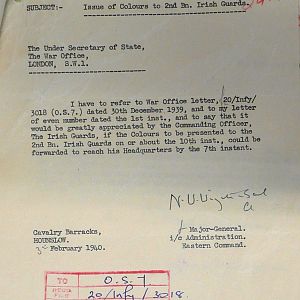 SUBJECT:- Issue of Colours to 2nd Bn. Irish Guards.
The Under Secretary of State,
The War Office,
LONDON, S.W.1.
I have to refer to War Office letter, 20/Infy/
3018 (O.S.7.) dated 30th December 1939, and to my letter
of even number dated the 1st inst., and to say that it
would be greatly appreciated by the Commanding Officer,
The Irish Guards, if the Colours to be presented to the
2nd Bn. Irish Guards on or about the 10th inst., could be
forwarded to reach his Headquarters by the 7th instant.
Cavalry Barracks,
HOUNSLOW.
February 1940.
Major-General.
i/c Administration.
Eastern Command.
TO O.S.7
20/Infy/3018.